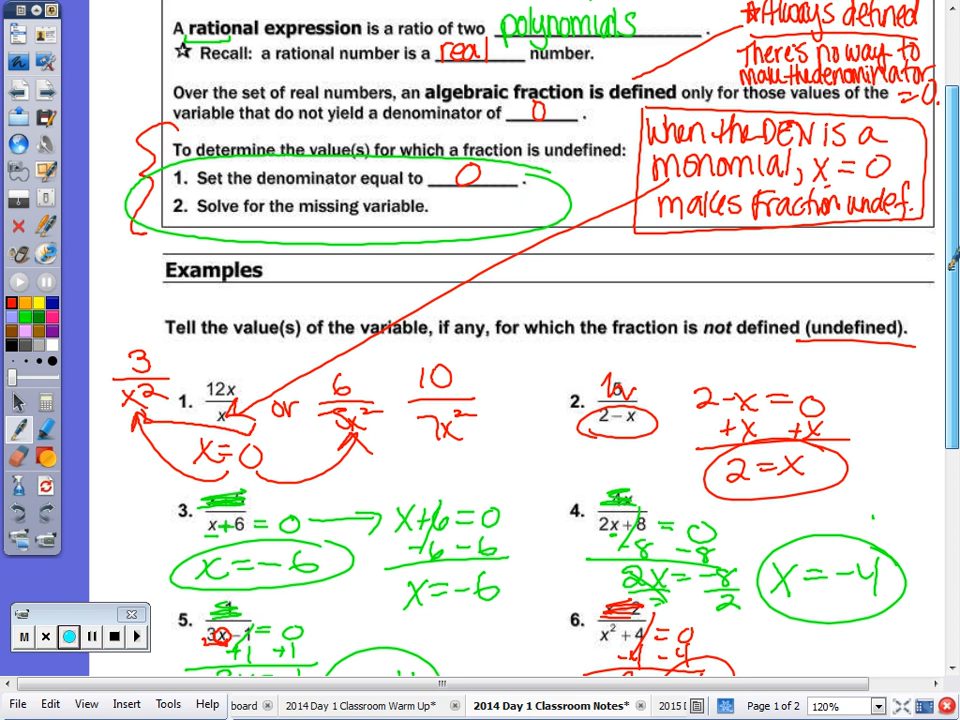 A rational expression is a ratio of two polynomials .
☆ Recall: a rational number is a real number.
☆Always defined
There's no way to
make the denominator
= 0.
Over the set of real numbers, an algebraic fraction is defined only for those values of the
variable that do not yield a denominator of 0 .
To determine the value(s) for which a fraction is undefined:
1. Set the denominator equal to 0 .
2. Solve for the missing variable.
When the DEN is a
monomial, x = 0
makes fraction undef.
Examples
Tell the value(s) of the variable, if any, for which the fraction is not defined (undefined).
3
x²
1. 12x
x
or
6
5x²
10
7x²
x = 0
2.
2 – x
2 - x = 0
+x +x
2 = x
3.
x + 6 = 0
x+6 = 0
-6 -6
x = -6
x = -6
4. 4x
2x + 8 = 0
-8 -8
2x = -8
2
x = -4
5.
3x – 1 = 0
+1 +1
6.
x² + 4 = 0
-4 -4
M
File Edit View Insert Tools Help
board 2014 Day 1 Classroom Warm Up* 2014 Day 1 Classroom Notes* 2015 D Page 1 of 2 120%